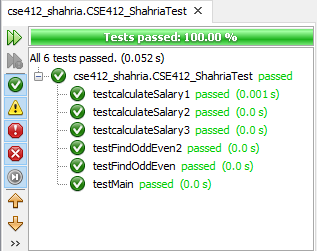 cse412_shahria.CSE412_ShahriaTest ×
Tests passed: 100.00 %
All 6 tests passed. (0.052 s)
cse412_shahria.CSE412_ShahriaTest passed
testcalculateSalary1 passed (0.001 s)
testcalculateSalary2 passed (0.0 s)
testcalculateSalary3 passed (0.0 s)
testFindOddEven2 passed (0.0 s)
testFindOddEven passed (0.0 s)
testMain passed (0.0 s)
>>